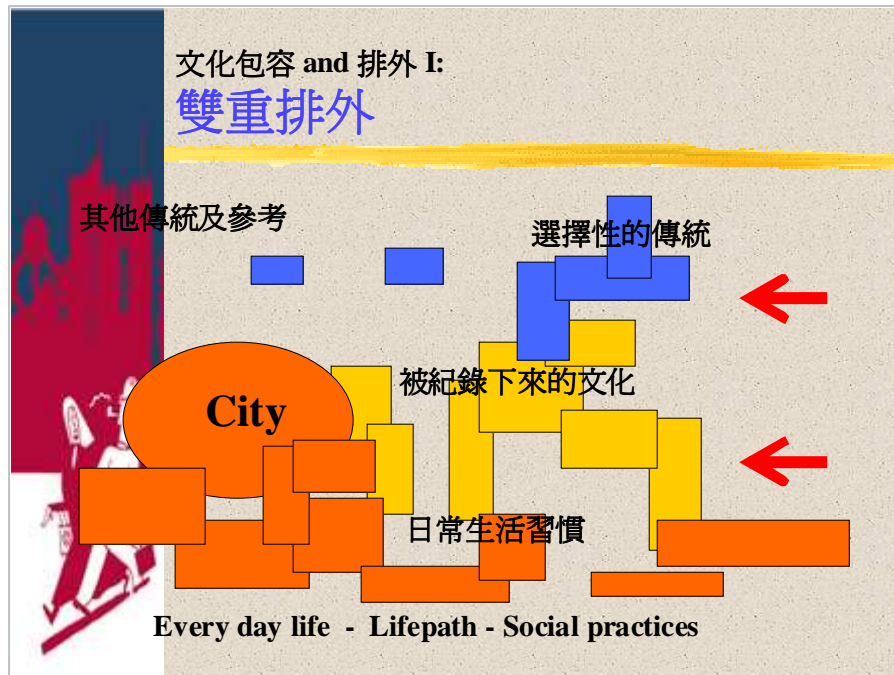 文化包容 and 排外 I:
雙重排外
其他傳統及參考
選擇性的傳統
被紀錄下來的文化
City
日常生活習慣
Every day life - Lifepath - Social practices